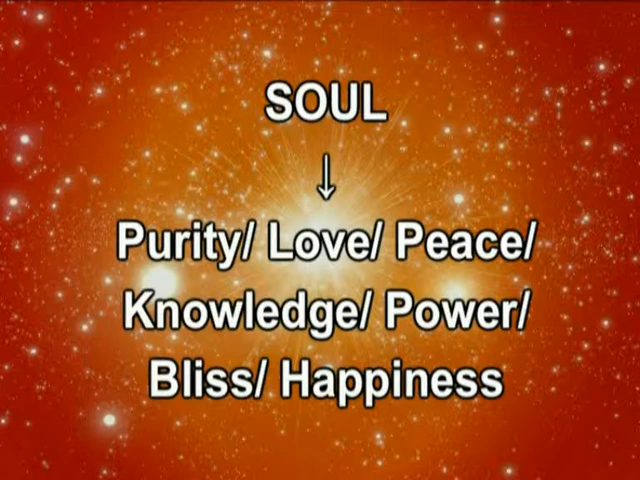 SOUL
↓
Purity/ Love/ Peace/
Knowledge/ Power/
Bliss/ Happiness